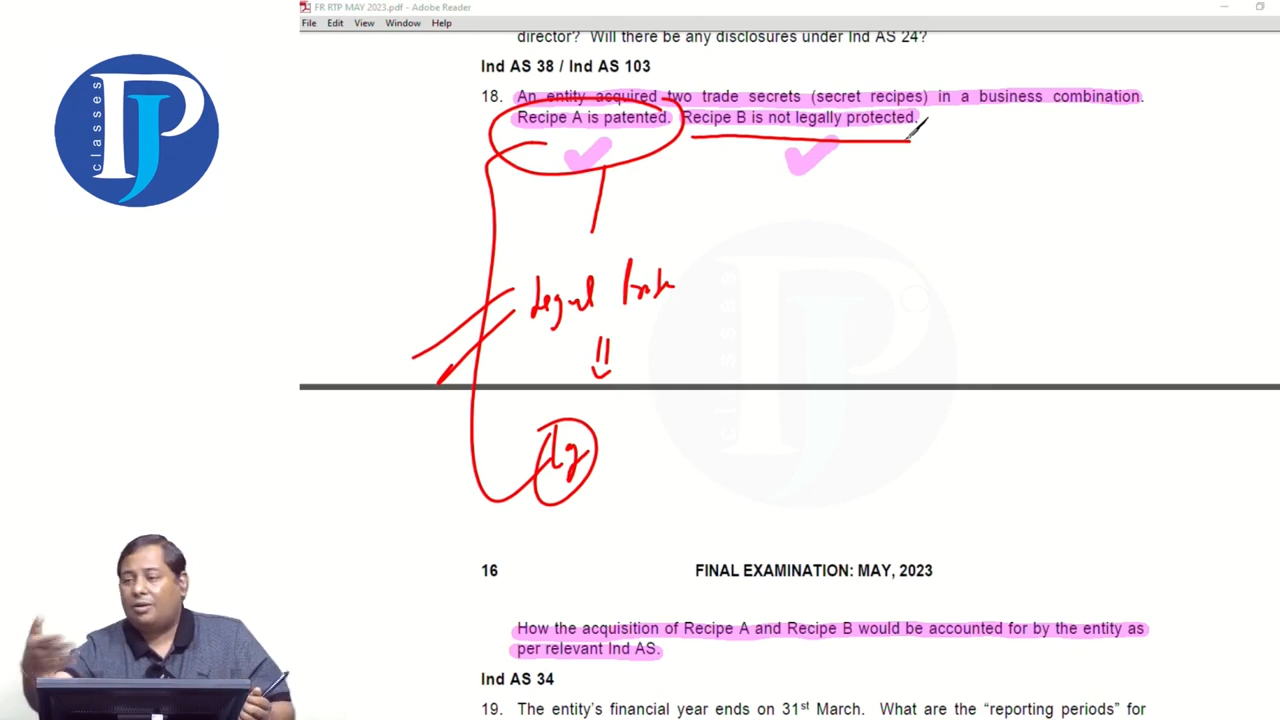 FR RTP MAY 2023.pdf - Adobe Reader
File Edit View Window Help
director? Will there be any disclosures under Ind AS 24?
Ind AS 38 / Ind AS 103
18. An entity acquired two trade secrets (secret recipes) in a business combination.
Recipe A is patented. Recipe B is not legally protected.
Legal
16 FINAL EXAMINATION: MAY, 2023
How the acquisition of Recipe A and Recipe B would be accounted for by the entity as
per relevant Ind AS.
Ind AS 34
19. The entity's financial year ends on 31st March. What are the “reporting periods” for
PJ
classes